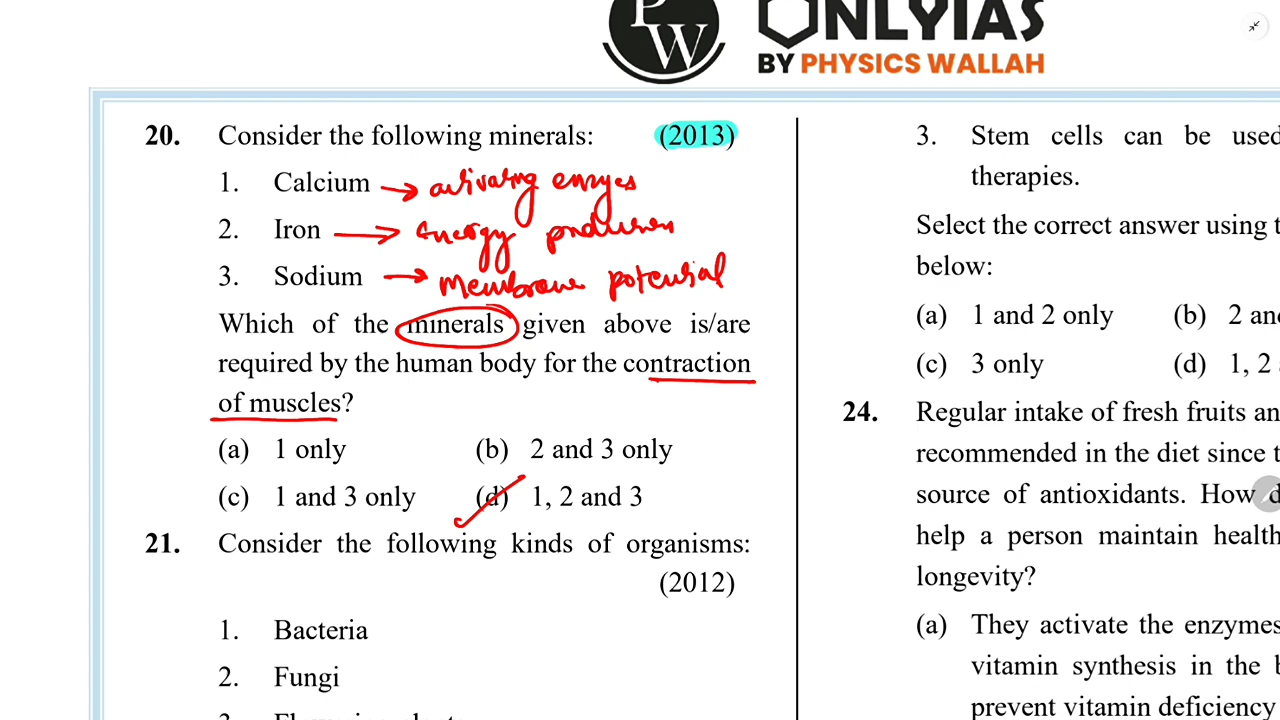 PW ONLYIAS
BY PHYSICS WALLAH
20. Consider the following minerals: (2013)
1. Calcium → activating enzyes
2. Iron → Energy
3. Sodium → membrane potential
Which of the minerals given above is/are
required by the human body for the contraction
of muscles?
(a) 1 only (b) 2 and 3 only
(c) 1 and 3 only (d) 1, 2 and 3
21. Consider the following kinds of organisms:
(2012)
1. Bacteria
2. Fungi
3. Stem cells can be used
therapies.
Select the correct answer using t
below:
(a) 1 and 2 only (b) 2 an
(c) 3 only (d) 1, 2
24. Regular intake of fresh fruits an
recommended in the diet since t
source of antioxidants. How d
help a person maintain health
longevity?
(a) They activate the enzymes
vitamin synthesis in the b
prevent vitamin deficiency